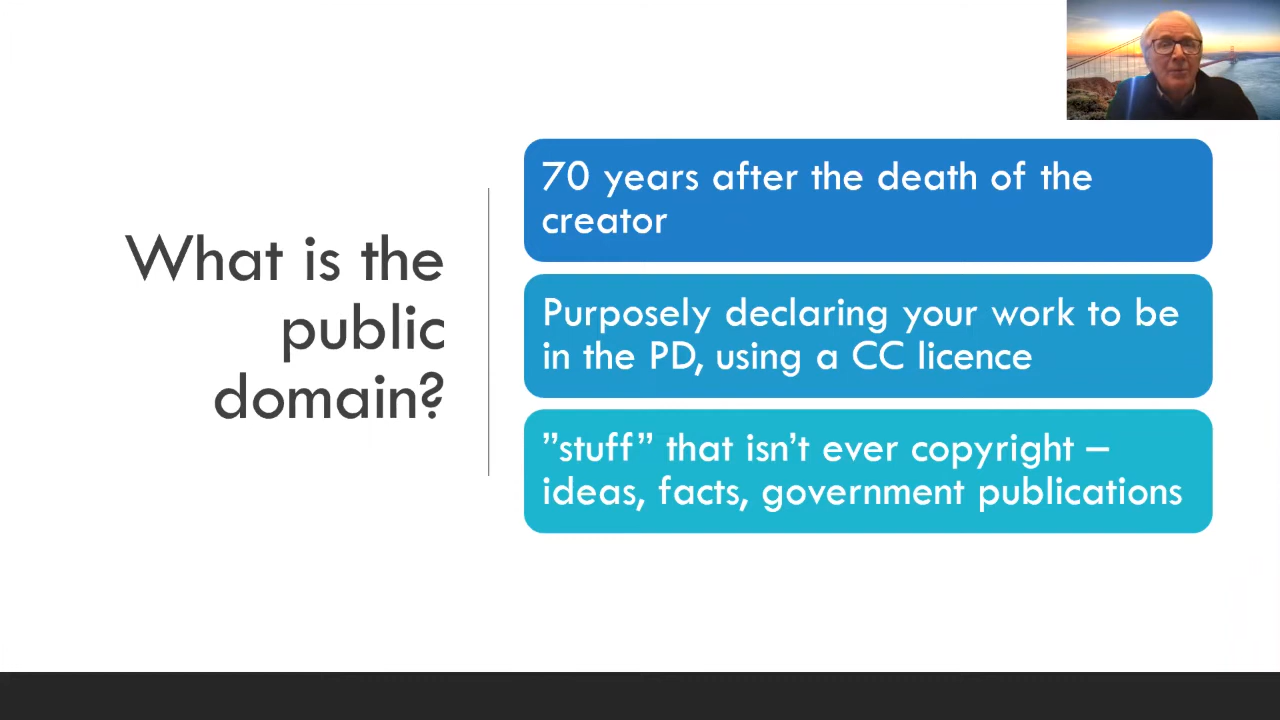 What is the
public
domain?
70 years after the death of the
creator
Purposely declaring your work to be
in the PD, using a CC licence
”stuff” that isn’t ever copyright –
ideas, facts, government publications